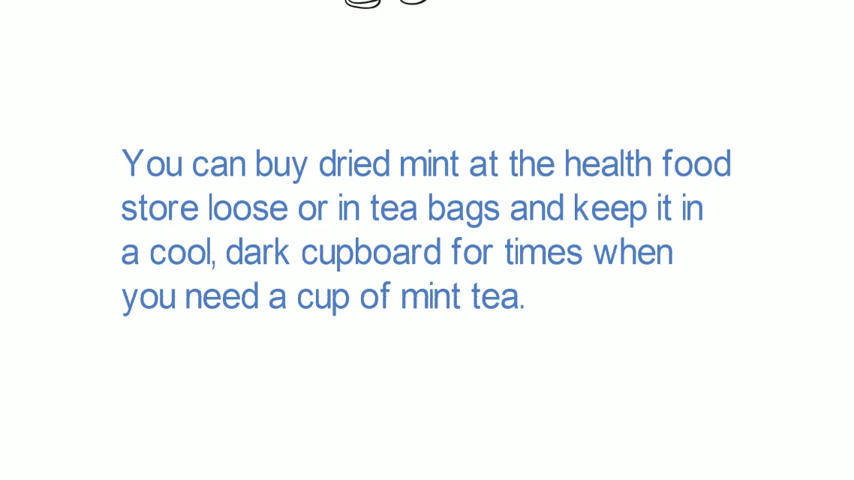 You can buy dried mint at the health food
store loose or in tea bags and keep it in
a cool, dark cupboard for times when
you need a cup of mint tea.